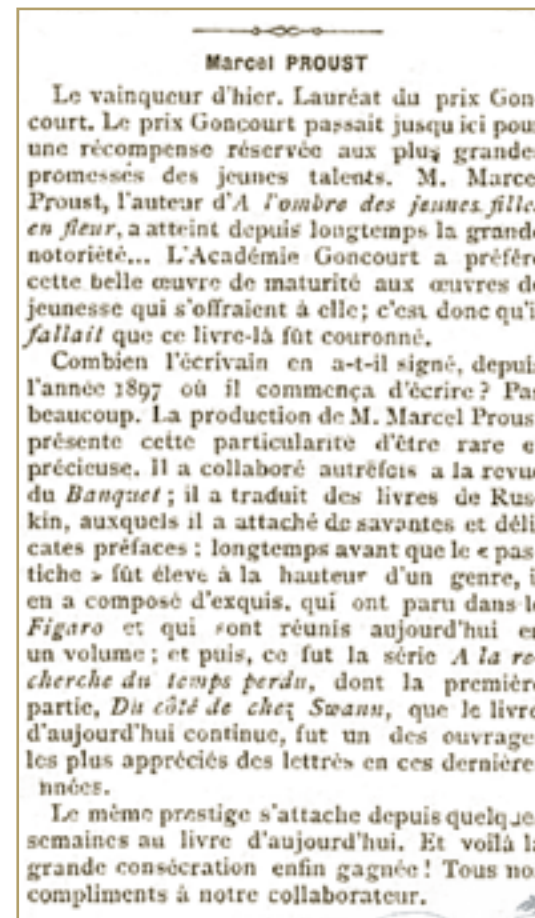 Marcel PROUST
Le vainqueur d'hier. Lauréat du prix Gon
court. Le prix Goncourt passait jusqu ici pou
une récompense réservée aux plus grande
promesses des jeunes talents. M. Marce
Proust, l'auteur d'A l'ombre des jeunes fille
en fleur, a atteint depuis longtemps la grand
notoriété... L'Académie Goncourt a préféré
cette belle œuvre de maturité aux œuvres d
jeunesse qui s'offraient à elle; c'est donc qu'i
fallait que ce livre-là fût couronné.
Combien l'écrivain en a-t-il signé, depui
l'année 1897 où il commença d'écrire? Pa
beaucoup. La production de M. Marcel Prous
présente cette particularité d'être rare e
précieuse. Il a collaboré autrefois a la revu
du Banquet; il a traduit des livres de Rus
kin, auxquels il a attaché de savantes et déli
cates préfaces : longtemps avant que le « pas
tiche » fût élevé à la hauteur d'un genre, i
en a composé d'exquis, qui ont paru dans l
Figaro et qui sont réunis aujourd'hui e
un volume; et puis, ce fut la série A la re
cherche du temps perdu, dont la premièr
partie, Du côté de chez Swann, que le livr
d'aujourd'hui continue, fut un des ouvrage
les plus appréciés des lettrés en ces dernière
nnées.
Le même prestige s'attache depuis quelque
semaines au livre d'aujourd'hui. Et voilà l
grande consécration enfin gagnée! Tous no
compliments à notre collaborateur.